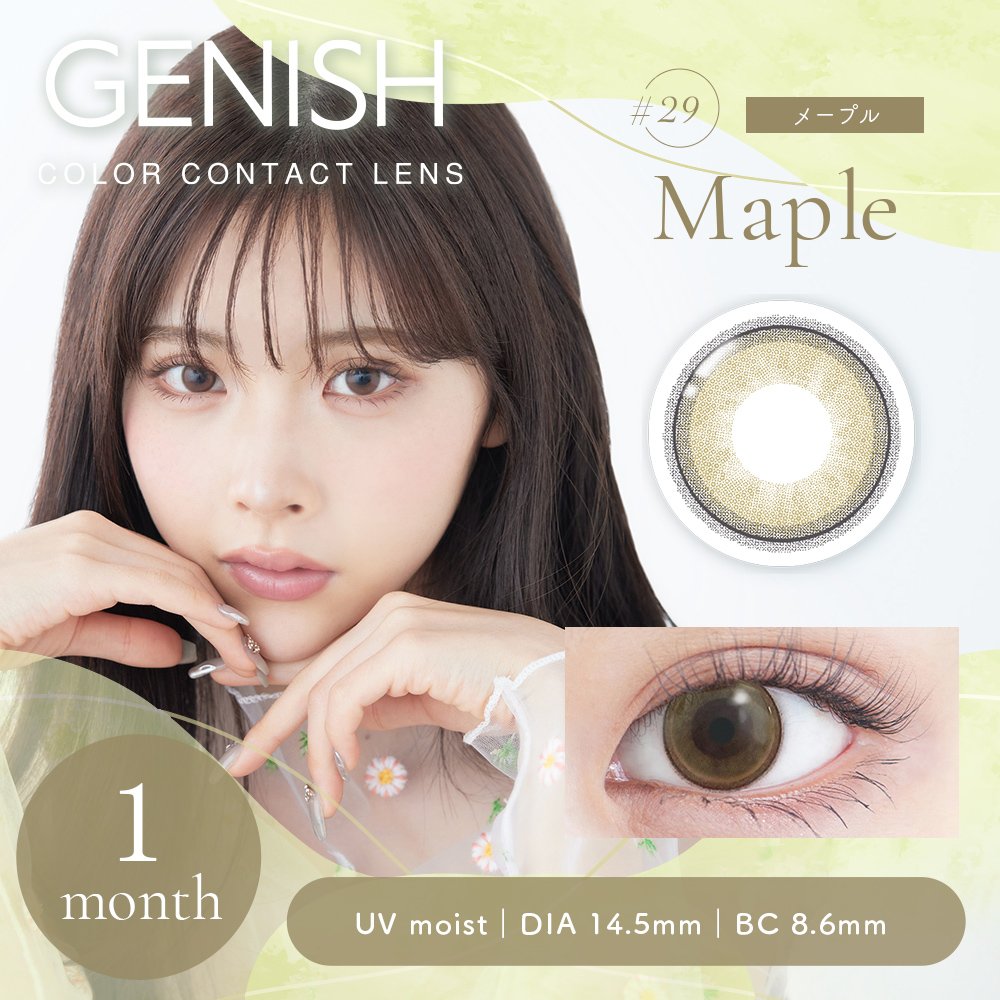 GENISH
COLOR CONTACT LENS
#29
メープル
Maple
1
month
UV moist | DIA 14.5mm | BC 8.6mm